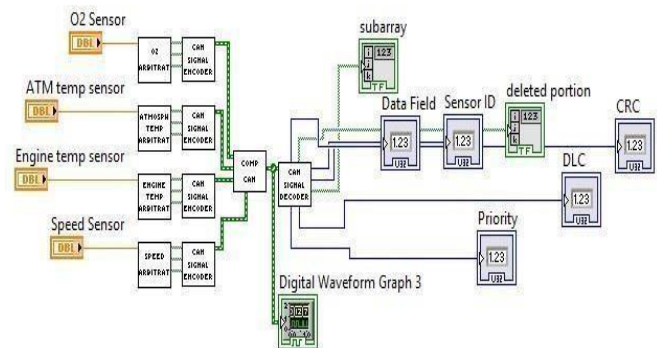 O2 Sensor
DBL
O2
ARBITRAT
CAN
SIGNAL
ENCODER
ATM temp sensor
DBL
ATMOSPH
TEMP
ARBITRAT
CAN
SIGNAL
ENCODER
Engine temp sensor
DBL
ENGINE
TEMP
ARBITRAT
CAN
SIGNAL
ENCODER
Speed Sensor
DBL
SPEED
ARBITRAT
CAN
SIGNAL
ENCODER
COMP
CAN
CAN
SIGNAL
DECODER
subarray
i
j
k
123
TF
Data Field
1.23
U32
Sensor ID
1.23
U32
deleted portion
i
j
k
123
TF
CRC
1.23
U32
DLC
1.23
U32
Priority
1.23
U32
Digital Waveform Graph 3